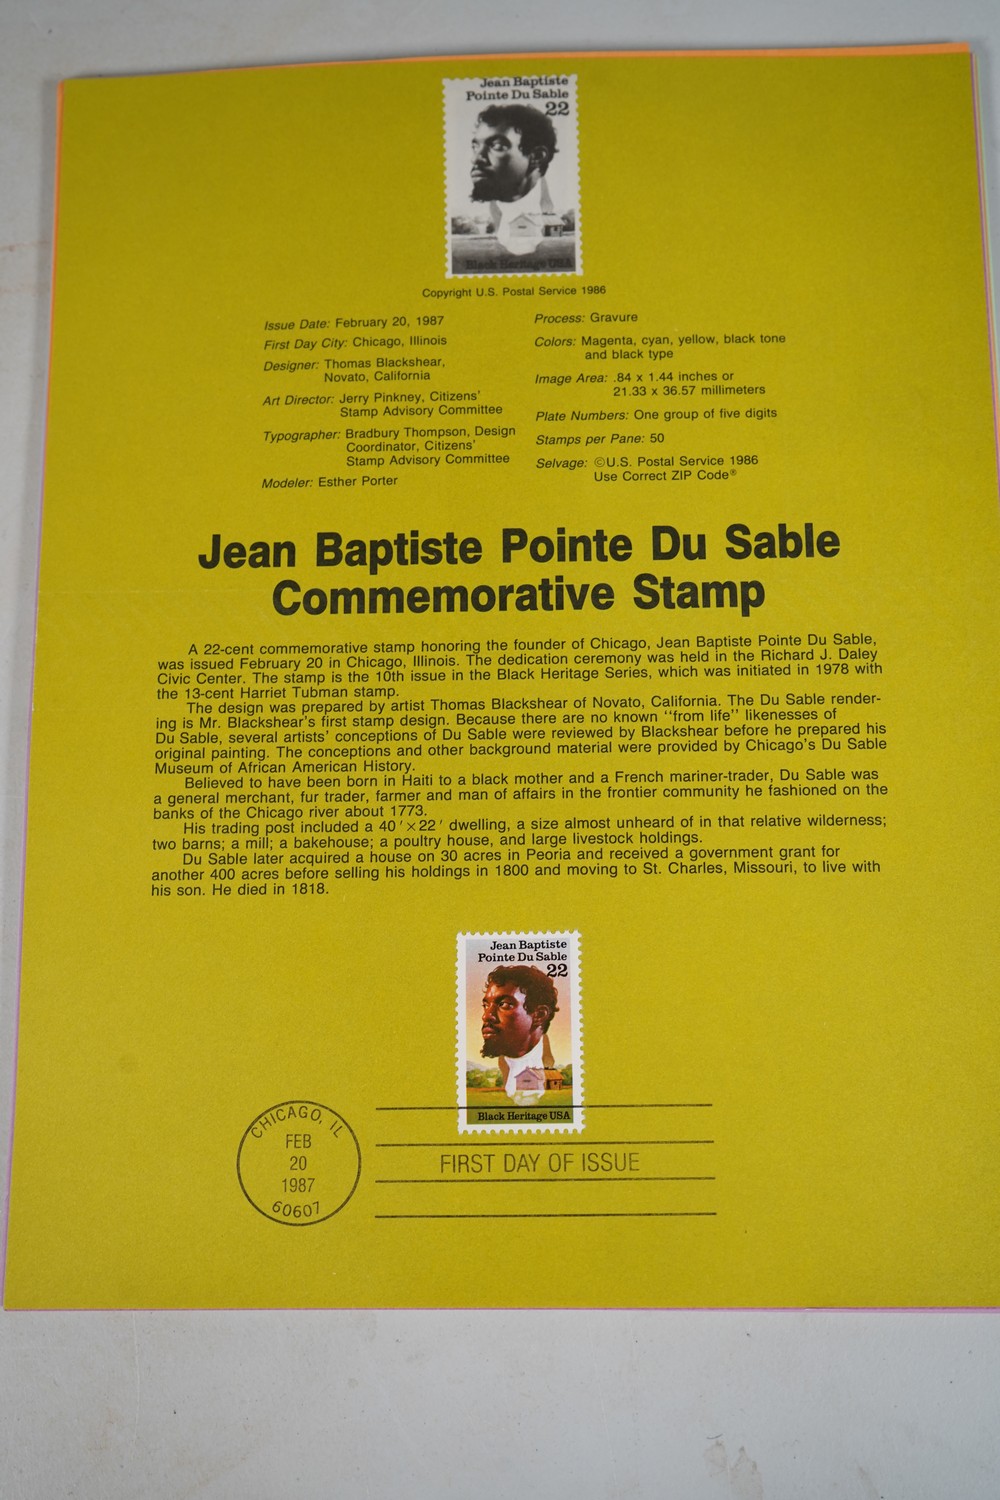 Jean Baptiste
Pointe Du Sable
22
Black Heritage USA
Copyright U.S. Postal Service 1986
Issue Date: February 20, 1987
First Day City: Chicago, Illinois
Designer: Thomas Blackshear,
Novato, California
Art Director: Jerry Pinkney, Citizens'
Stamp Advisory Committee
Typographer: Bradbury Thompson, Design
Coordinator, Citizens'
Stamp Advisory Committee
Modeler: Esther Porter
Process: Gravure
Colors: Magenta, cyan, yellow, black tone
and black type
Image Area: .84 x 1.44 inches or
21.33 x 36.57 millimeters
Plate Numbers: One group of five digits
Stamps per Pane: 50
Selvage: ©U.S. Postal Service 1986
Use Correct ZIP Code®
Jean Baptiste Pointe Du Sable
Commemorative Stamp
A 22-cent commemorative stamp honoring the founder of Chicago, Jean Baptiste Pointe Du Sable,
was issued February 20 in Chicago, Illinois. The dedication ceremony was held in the Richard J. Daley
Civic Center. The stamp is the 10th issue in the Black Heritage Series, which was initiated in 1978 with
the 13-cent Harriet Tubman stamp.
The design was prepared by artist Thomas Blackshear of Novato, California. The Du Sable render-
ing is Mr. Blackshear's first stamp design. Because there are no known "from life" likenesses of
Du Sable, several artists' conceptions of Du Sable were reviewed by Blackshear before he prepared his
original painting. The conceptions and other background material were provided by Chicago's Du Sable
Museum of African American History.
Believed to have been born in Haiti to a black mother and a French mariner-trader, Du Sable was
a general merchant, fur trader, farmer and man of affairs in the frontier community he fashioned on the
banks of the Chicago river about 1773.
His trading post included a 40'×22' dwelling, a size almost unheard of in that relative wilderness;
two barns; a mill; a bakehouse; a poultry house, and large livestock holdings.
Du Sable later acquired a house on 30 acres in Peoria and received a government grant for
another 400 acres before selling his holdings in 1800 and moving to St. Charles, Missouri, to live with
his son. He died in 1818.
Jean Baptiste
Pointe Du Sable
22
Black Heritage USA
CHICAGO, IL
FEB
20
1987
60607
FIRST DAY OF ISSUE